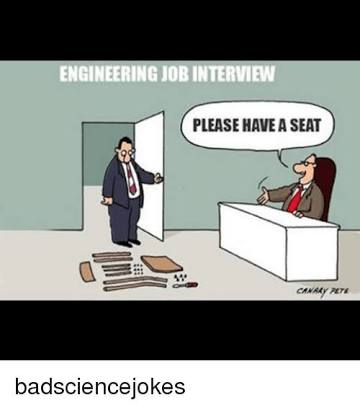 ENGINEERING JOB INTERVIEW
PLEASE HAVE A SEAT
CANARY PETE
badsciencejokes